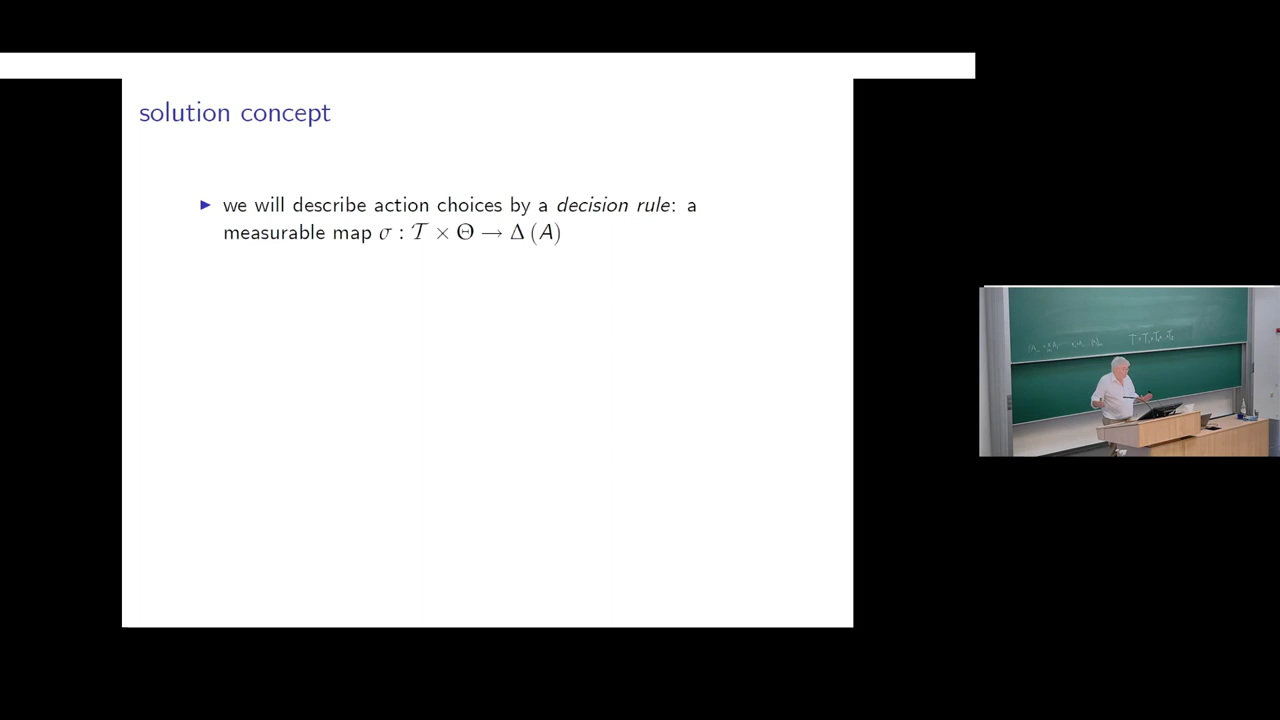 solution concept
▶ we will describe action choices by a decision rule: a
measurable map σ : 𝒯 × Θ → Δ (A)